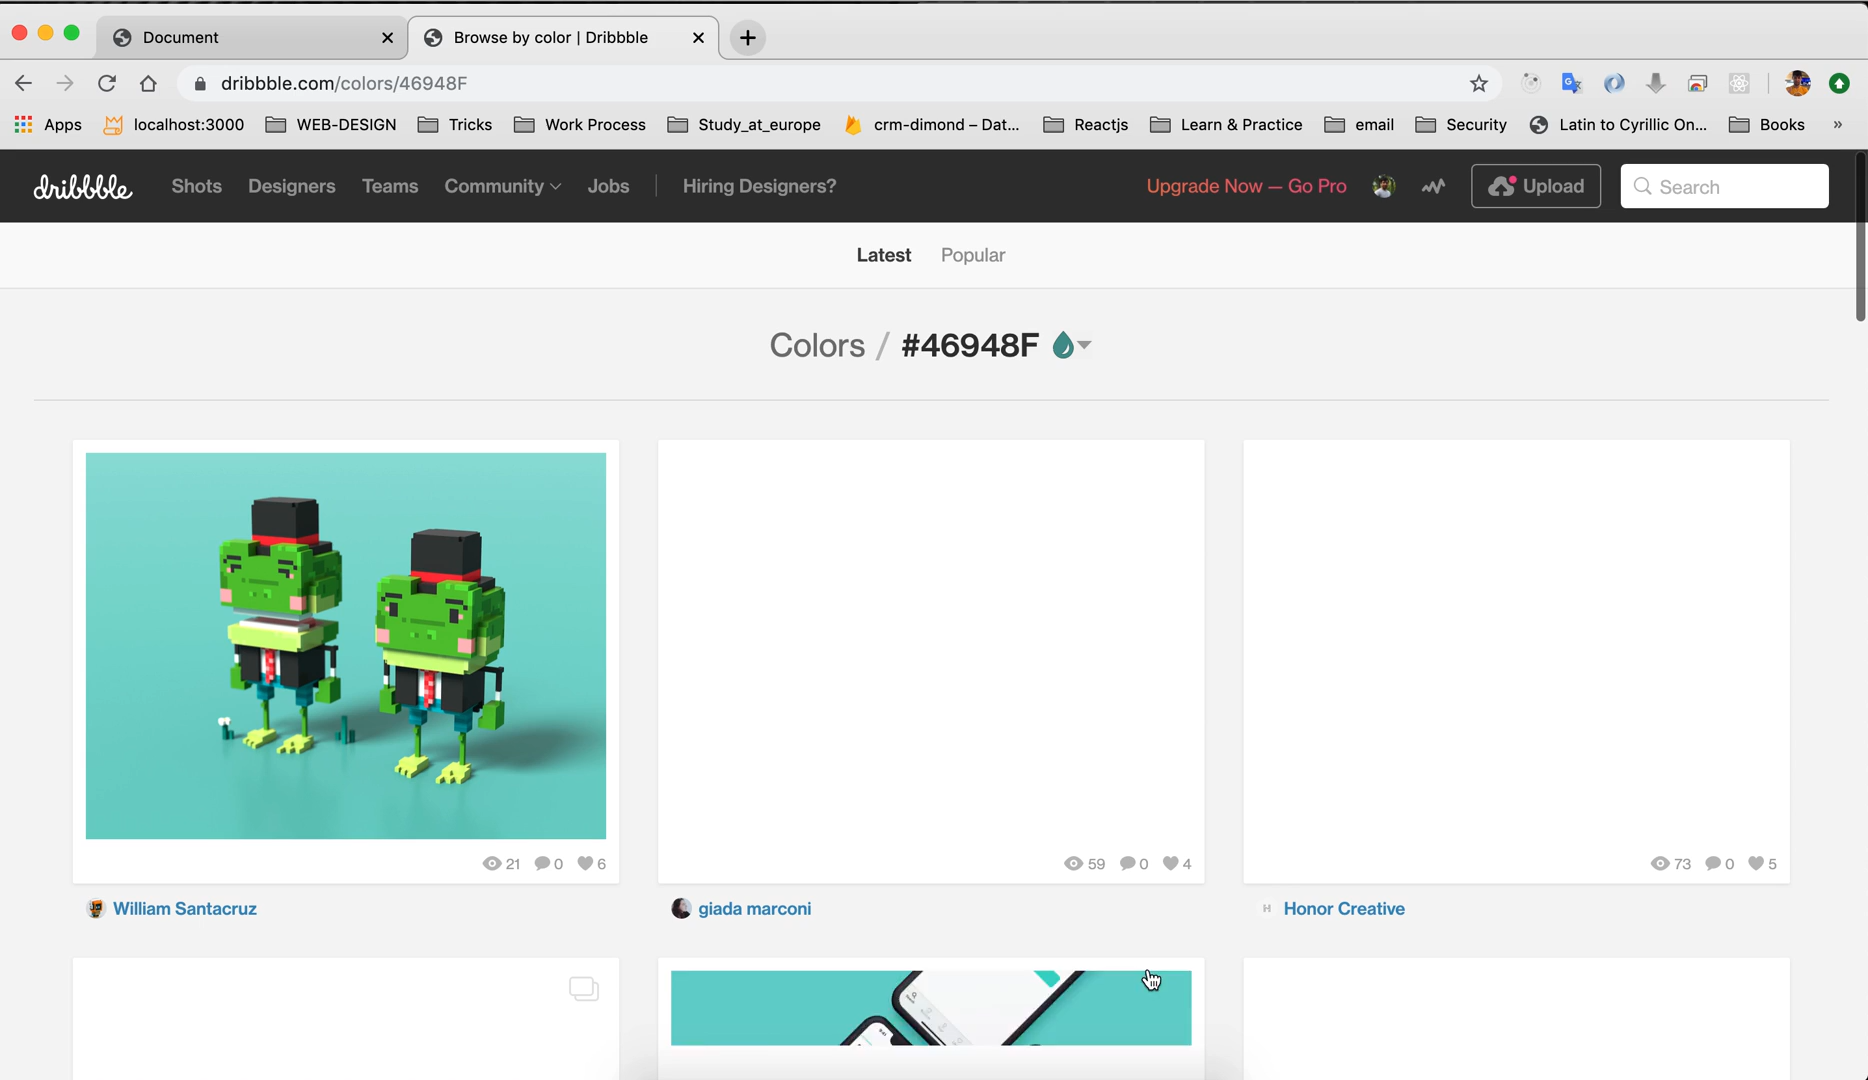 Document
Browse by color | Dribbble
dribbble.com/colors/46948F
Apps
localhost:3000
WEB-DESIGN
Tricks
Work Process
Study_at_europe
crm-dimond – Dat...
Reactjs
Learn & Practice
email
Security
Latin to Cyrillic On...
Books
»
dribbble
Shots
Designers
Teams
Community
Jobs
Hiring Designers?
Upgrade Now — Go Pro
Upload
Search
Latest
Popular
Colors / #46948F
21
0
6
59
0
4
73
0
5
William Santacruz
giada marconi
H
Honor Creative